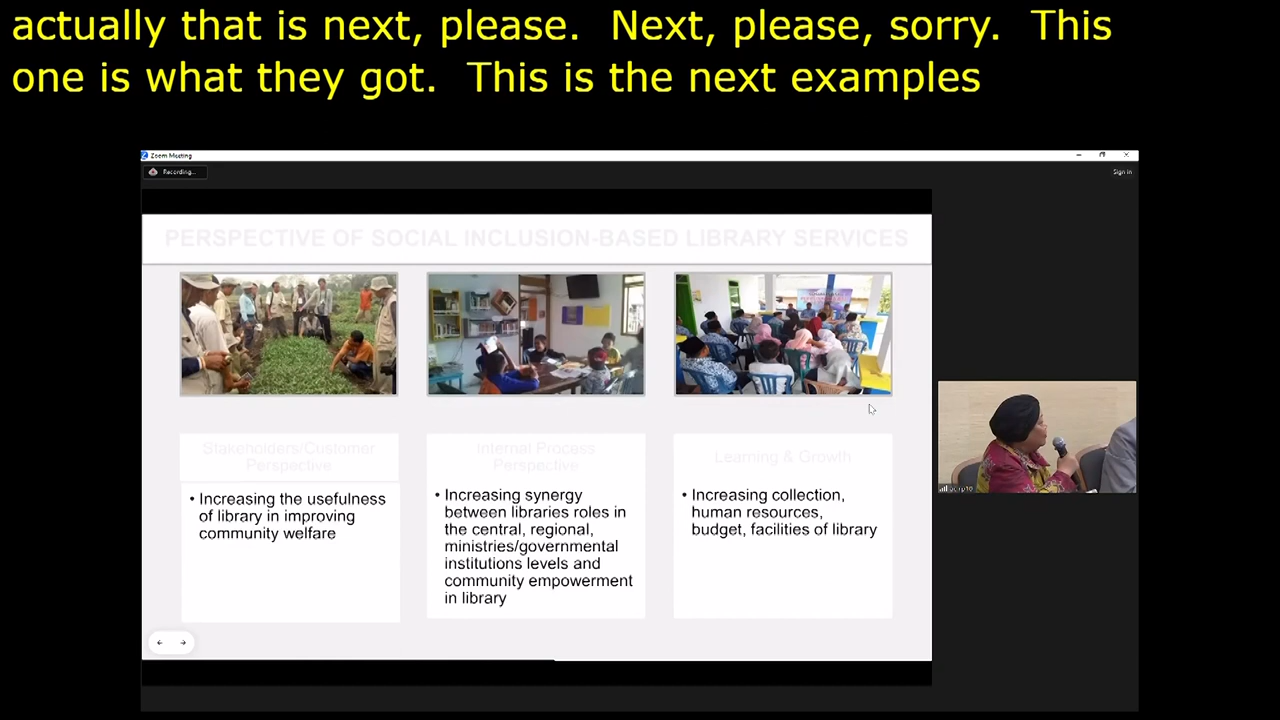 actually that is next, please.  Next, please, sorry.  This
one is what they got.  This is the next examples
Zoom Meeting
Recording...
Sign in
PERSPECTIVE OF SOCIAL INCLUSION-BASED LIBRARY SERVICES
Stakeholders/Customer
Perspective
• Increasing the usefulness
of library in improving
community welfare
Internal Process
Perspective
• Increasing synergy
between libraries roles in
the central, regional,
ministries/governmental
institutions levels and
community empowerment
in library
Learning & Growth
• Increasing collection,
human resources,
budget, facilities of library